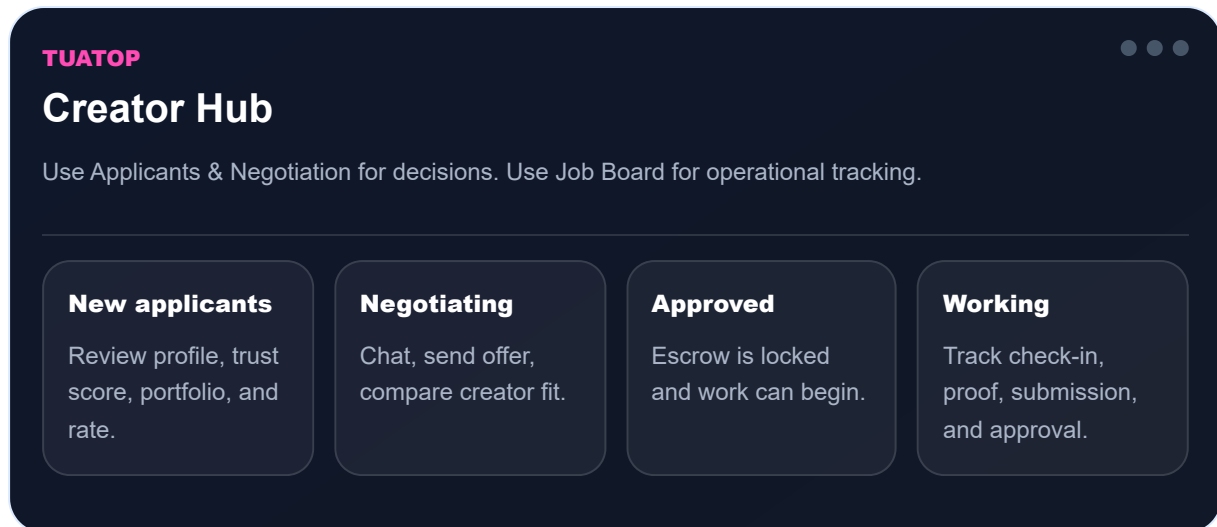 TUATOP
Creator Hub
Use Applicants & Negotiation for decisions. Use Job Board for operational tracking.
New applicants
Review profile, trust
score, portfolio, and
rate.
Negotiating
Chat, send offer,
compare creator fit.
Approved
Escrow is locked
and work can begin.
Working
Track check-in,
proof, submission,
and approval.